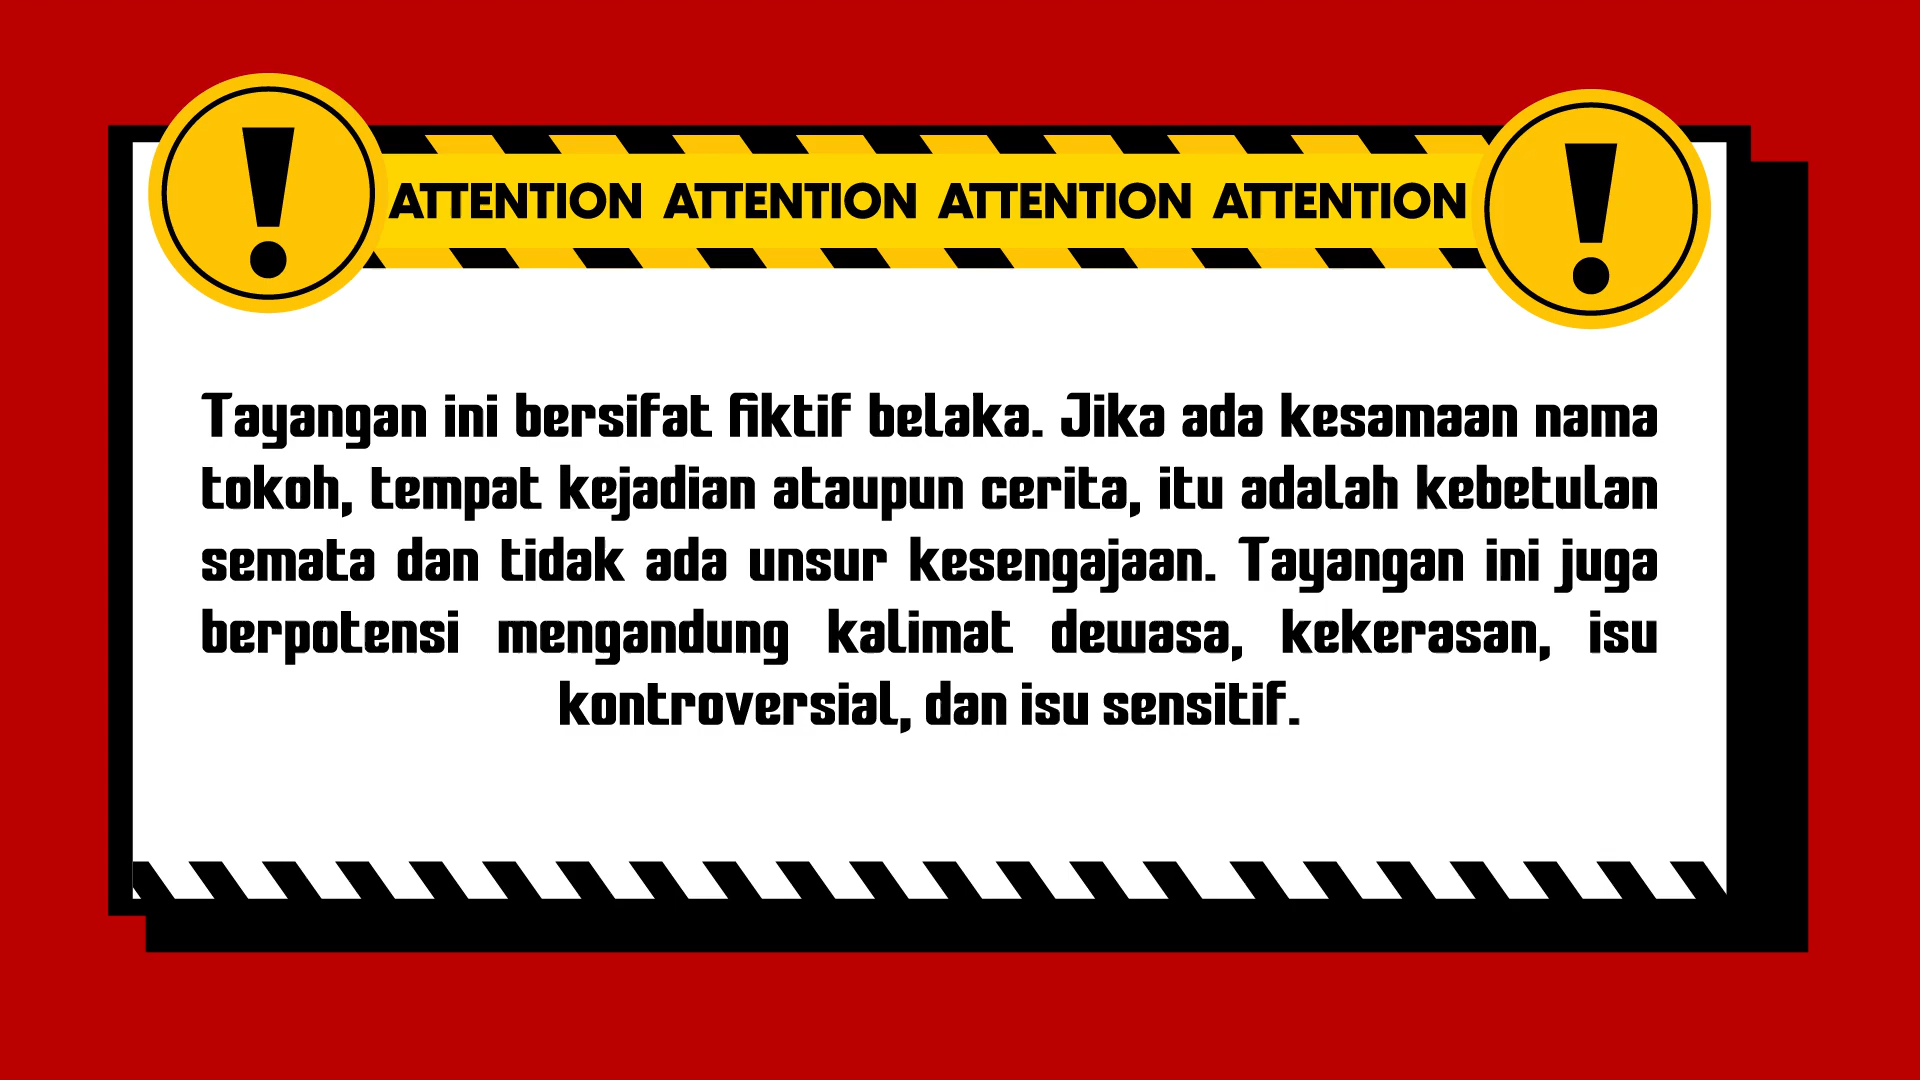 ! ATTENTION ATTENTION ATTENTION ATTENTION !
Tayangan ini bersifat fiktif belaka. Jika ada kesamaan nama
tokoh, tempat kejadian ataupun cerita, itu adalah kebetulan
semata dan tidak ada unsur kesengajaan. Tayangan ini juga
berpotensi mengandung kalimat dewasa, kekerasan, isu
kontroversial, dan isu sensitif.